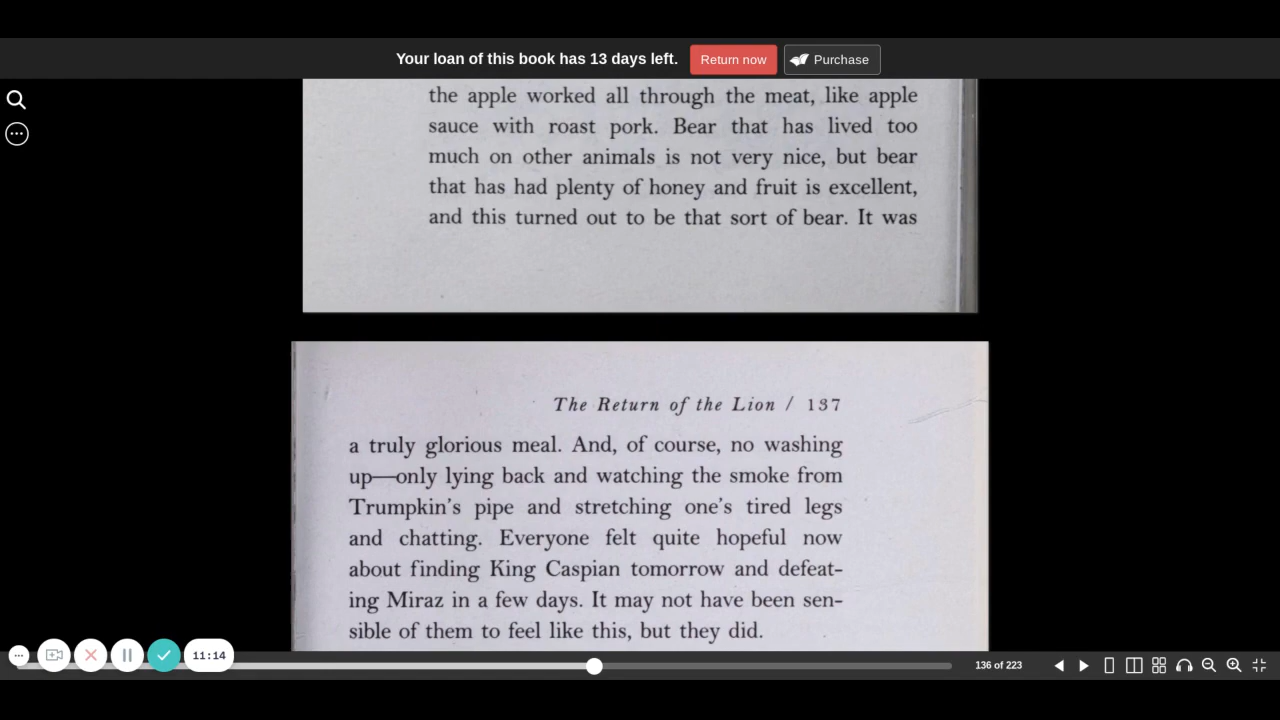 Your loan of this book has 13 days left. Return now Purchase
the apple worked all through the meat, like apple
sauce with roast pork. Bear that has lived too
much on other animals is not very nice, but bear
that has had plenty of honey and fruit is excellent,
and this turned out to be that sort of bear. It was
The Return of the Lion / 137
a truly glorious meal. And, of course, no washing
up—only lying back and watching the smoke from
Trumpkin's pipe and stretching one's tired legs
and chatting. Everyone felt quite hopeful now
about finding King Caspian tomorrow and defeat-
ing Miraz in a few days. It may not have been sen-
sible of them to feel like this, but they did.
11:14
136 of 223